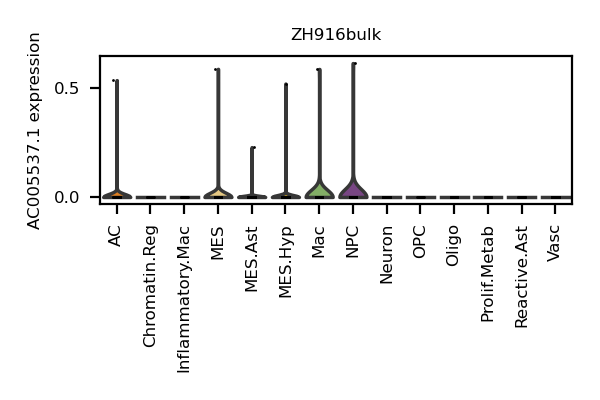 ZH916bulk
AC005537.1 expression
0.5
0.0
AC
Chromatin.Reg
Inflammatory.Mac
MES
MES.Ast
MES.Hyp
Mac
NPC
Neuron
OPC
Oligo
Prolif.Metab
Reactive.Ast
Vasc